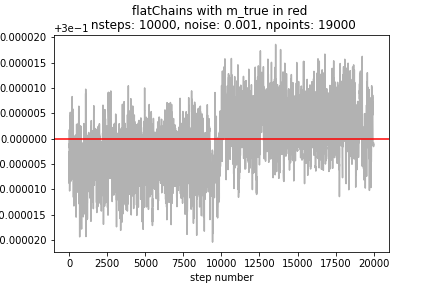 flatChains with m_true in red
+3e−1
nsteps: 10000, noise: 0.001, npoints: 19000
0.000020
0.000015
0.000010
0.000005
0.000000
0.000005
0.000010
0.000015
0.000020
0 2500 5000 7500 10000 12500 15000 17500 20000
step number